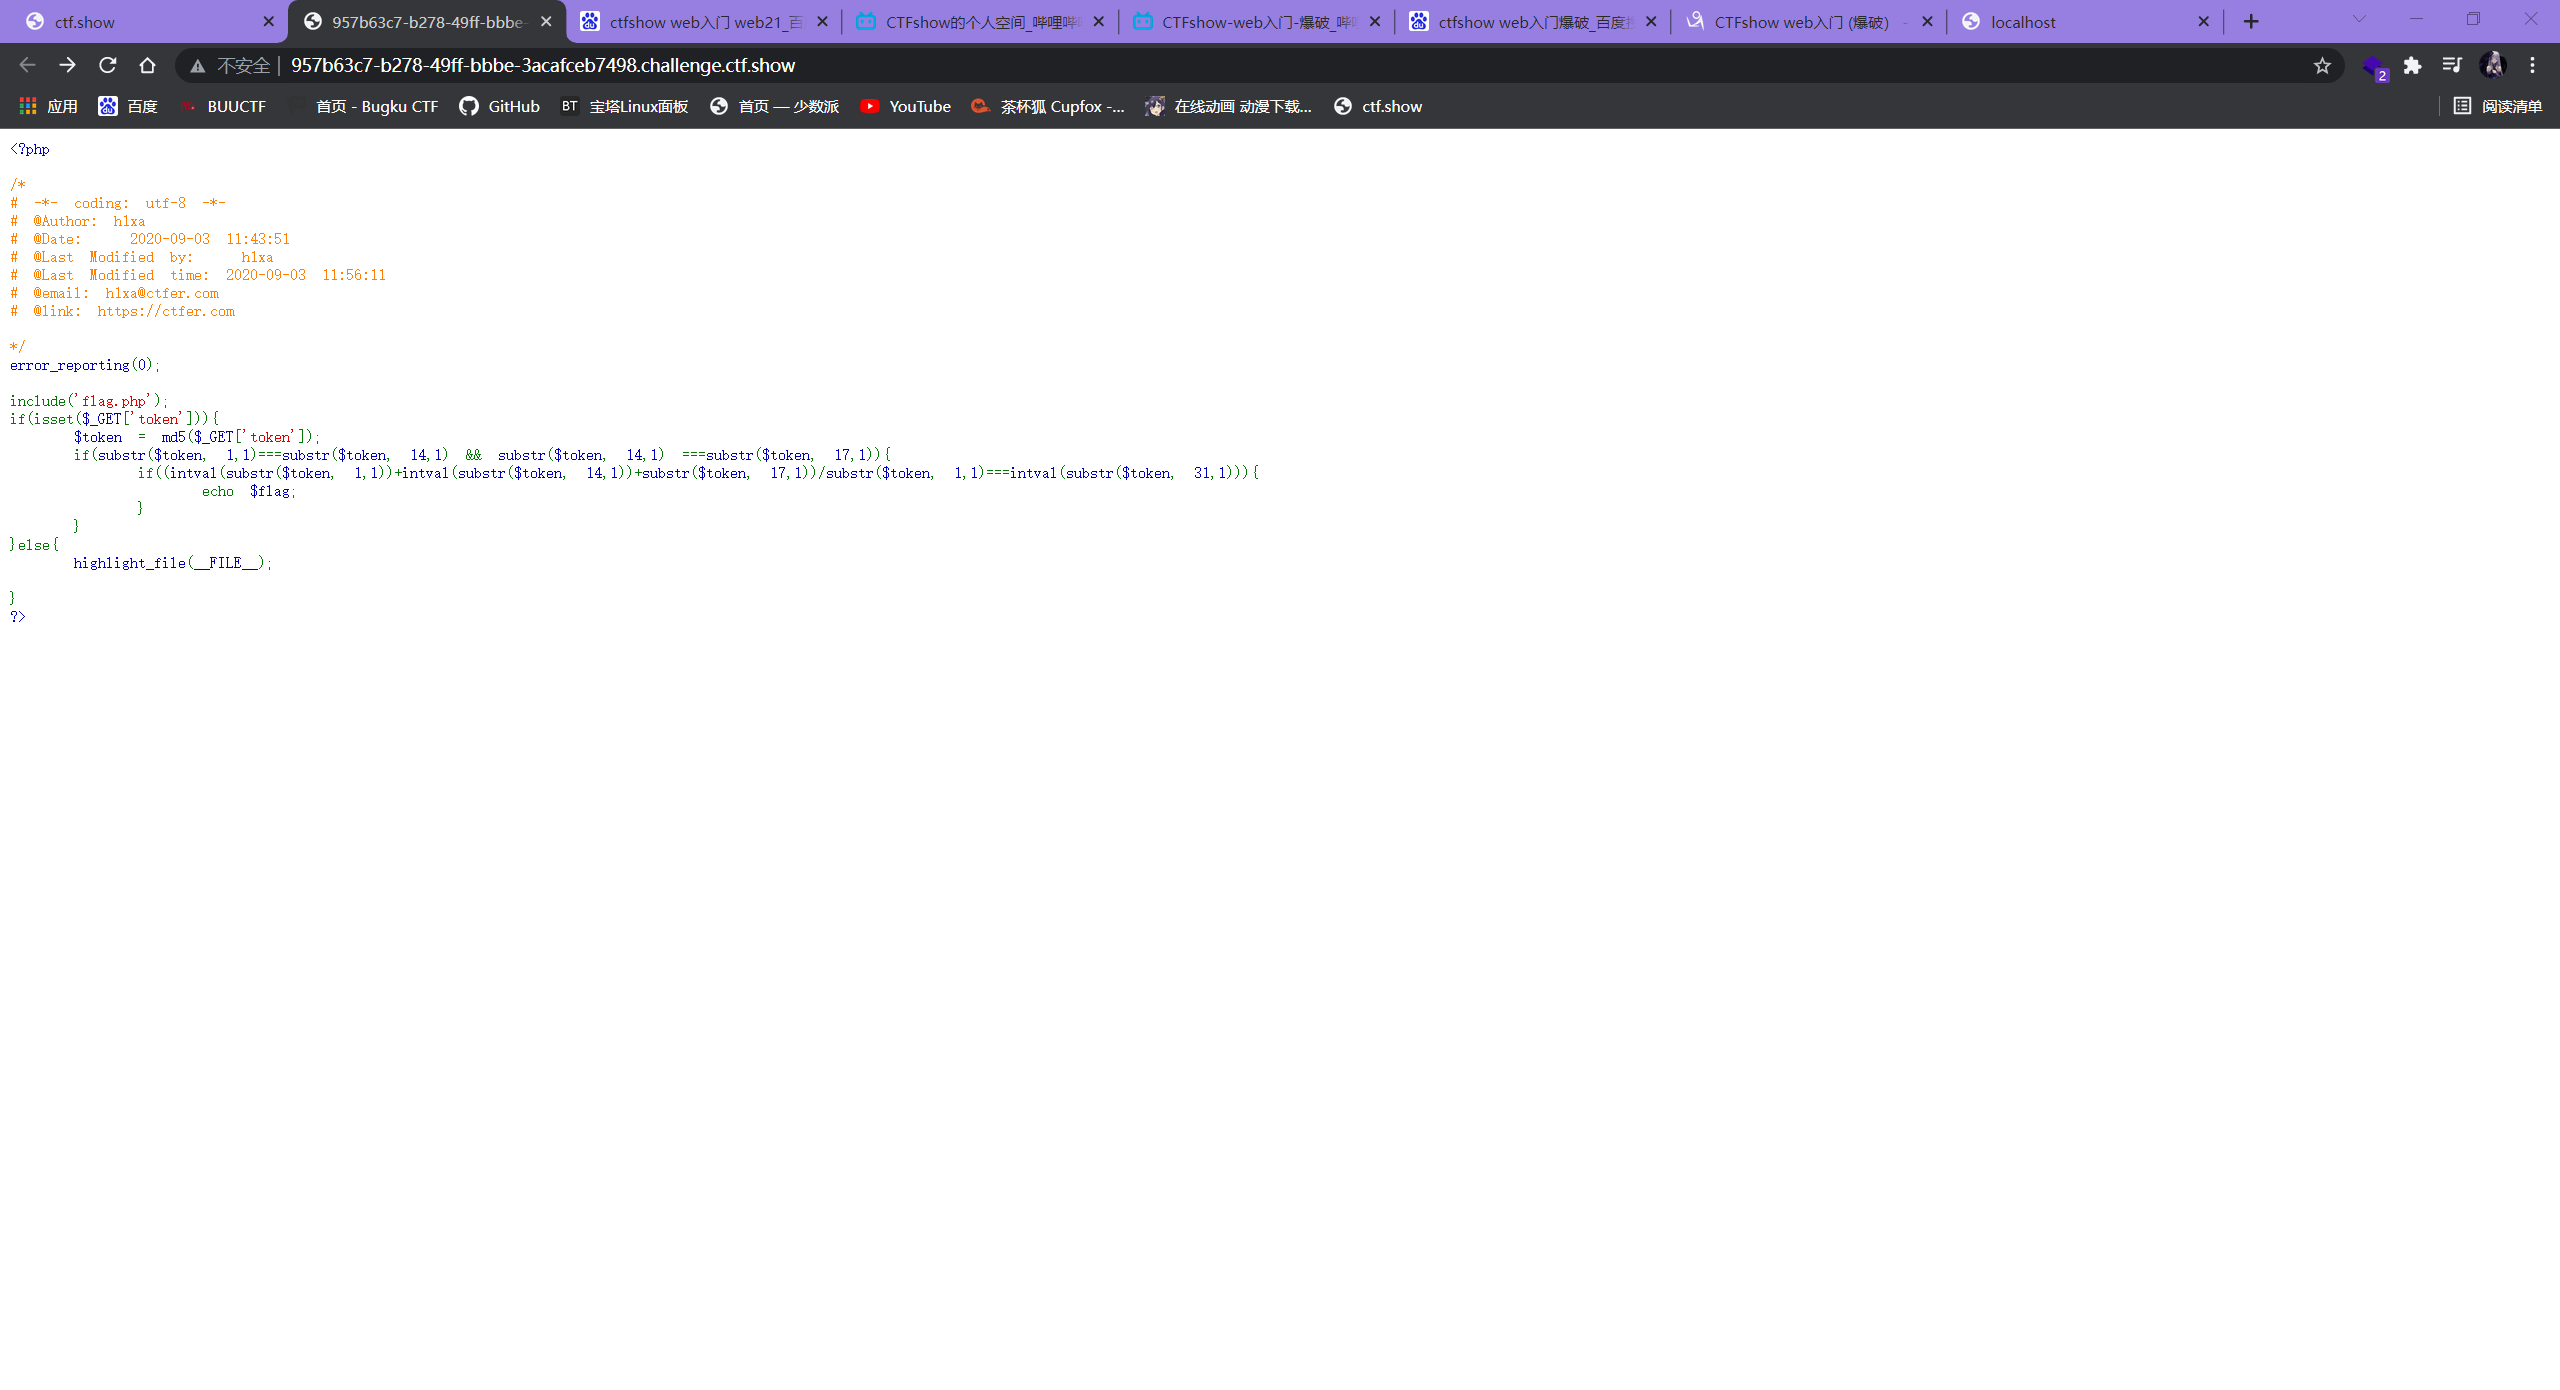 ctf.show
957b63c7-b278-49ff-bbbe-
ctfshow web入门 web21_百
CTFshow的个人空间_哔哩哔
CTFshow-web入门-爆破_哔
ctfshow web入门爆破_百度
CTFshow web入门 (爆破) -
localhost
不安全 | 957b63c7-b278-49ff-bbbe-3acafceb7498.challenge.ctf.show
2
应用 百度 BUUCTF 首页 - Bugku CTF GitHub BT 宝塔Linux面板 首页 — 少数派 YouTube 茶杯狐 Cupfox -... 在线动画 动漫下载... ctf.show 阅读清单
<?php
/*
# -*- coding: utf-8 -*-
# @Author: h1xa
# @Date:   2020-09-03 11:43:51
# @Last Modified by:   h1xa
# @Last Modified time: 2020-09-03 11:56:11
# @email: h1xa@ctfer.com
# @link: https://ctfer.com
*/
error_reporting(0);
include('flag.php');
if(isset($_GET['token'])){
    $token = md5($_GET['token']);
    if(substr($token, 1,1)===substr($token, 14,1) && substr($token, 14,1) ===substr($token, 17,1)){
        if((intval(substr($token, 1,1))+intval(substr($token, 14,1))+substr($token, 17,1))/substr($token, 1,1)===intval(substr($token, 31,1))){
            echo $flag;
        }
    }
}else{
    highlight_file(__FILE__);
}
?>